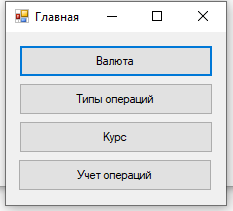 Главная
Валюта
Типы операций
Курс
Учет операций